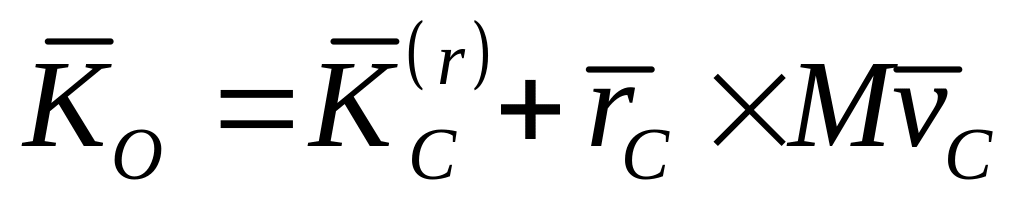 K̅_O = K̅_C^(r) + r̅_C × Mv̅_C